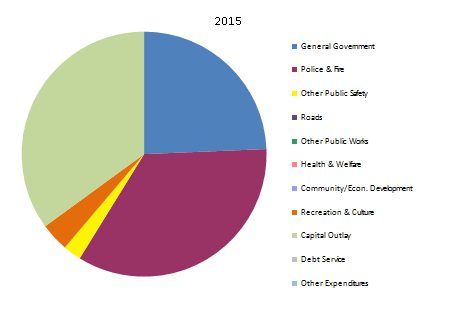 2015
General Government
Police & Fire
Other Public Safety
Roads
Other Public Works
Health & Welfare
Community/Econ. Development
Recreation & Culture
Capital Outlay
Debt Service
Other Expenditures